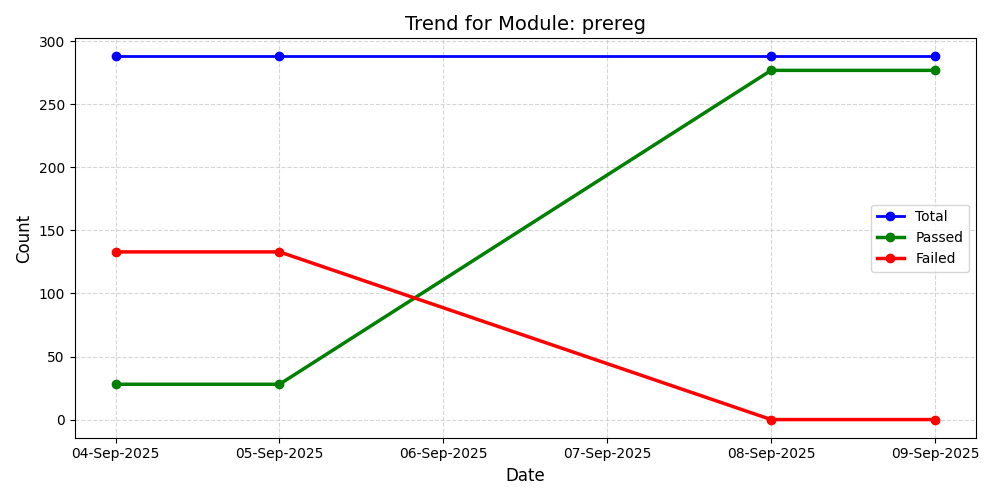 Trend for Module: prereg
300
250
200
150
100
50
0
Count
Total
Passed
Failed
04-Sep-2025
05-Sep-2025
06-Sep-2025
07-Sep-2025
08-Sep-2025
09-Sep-2025
Date